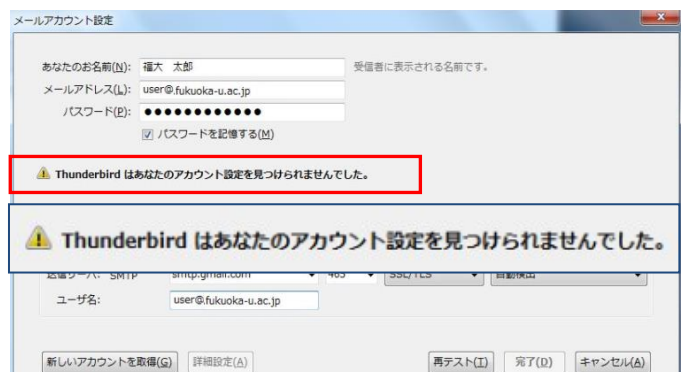 メールアカウント設定
あなたのお名前(N): 福大 太郎 受信者に表示される名前です。
メールアドレス(L): user@.fukuoka-u.ac.jp
パスワード(P): ●●●●●●●●●●●●
パスワードを記憶する(M)
Thunderbird はあなたのアカウント設定を見つけられませんでした。
Thunderbird はあなたのアカウント設定を見つけられませんでした。
送信サーバ: SMTP smtp.gmail.com 465 SSL/TLS 自動検出
ユーザ名: user@.fukuoka-u.ac.jp
新しいアカウントを取得(G) 詳細設定(A) 再テスト(T) 完了(D) キャンセル(A)